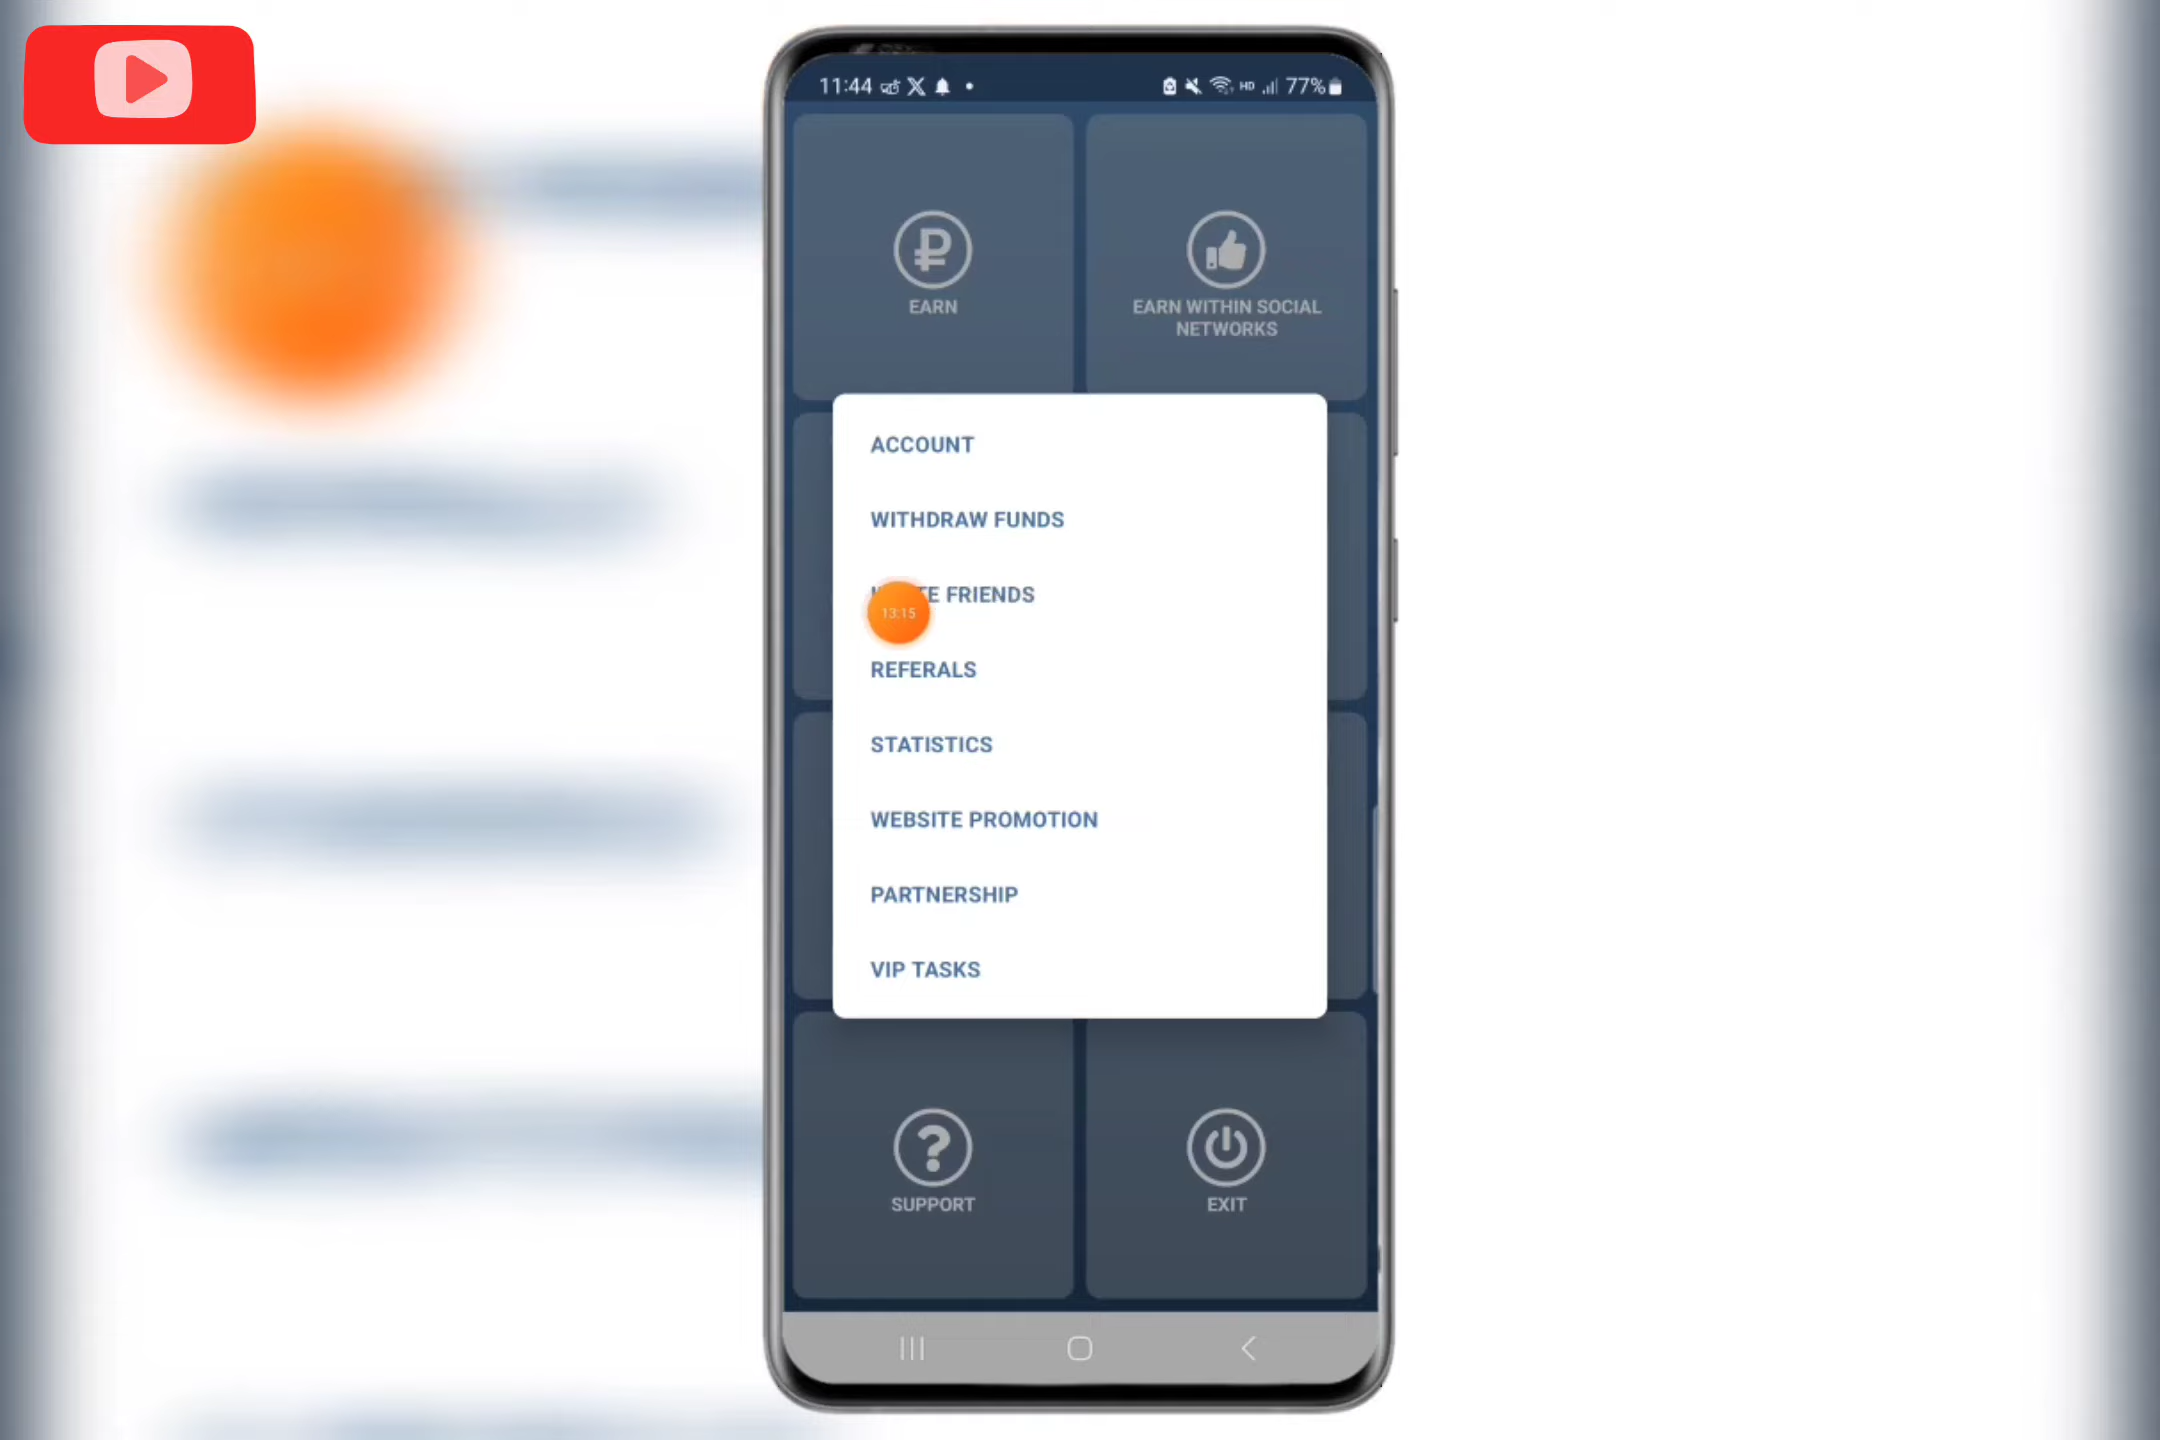 11:44
HD 77%
EARN
EARN WITHIN SOCIAL
NETWORKS
ACCOUNT
WITHDRAW FUNDS
FRIENDS
13:15
REFERALS
STATISTICS
WEBSITE PROMOTION
PARTNERSHIP
VIP TASKS
SUPPORT
EXIT